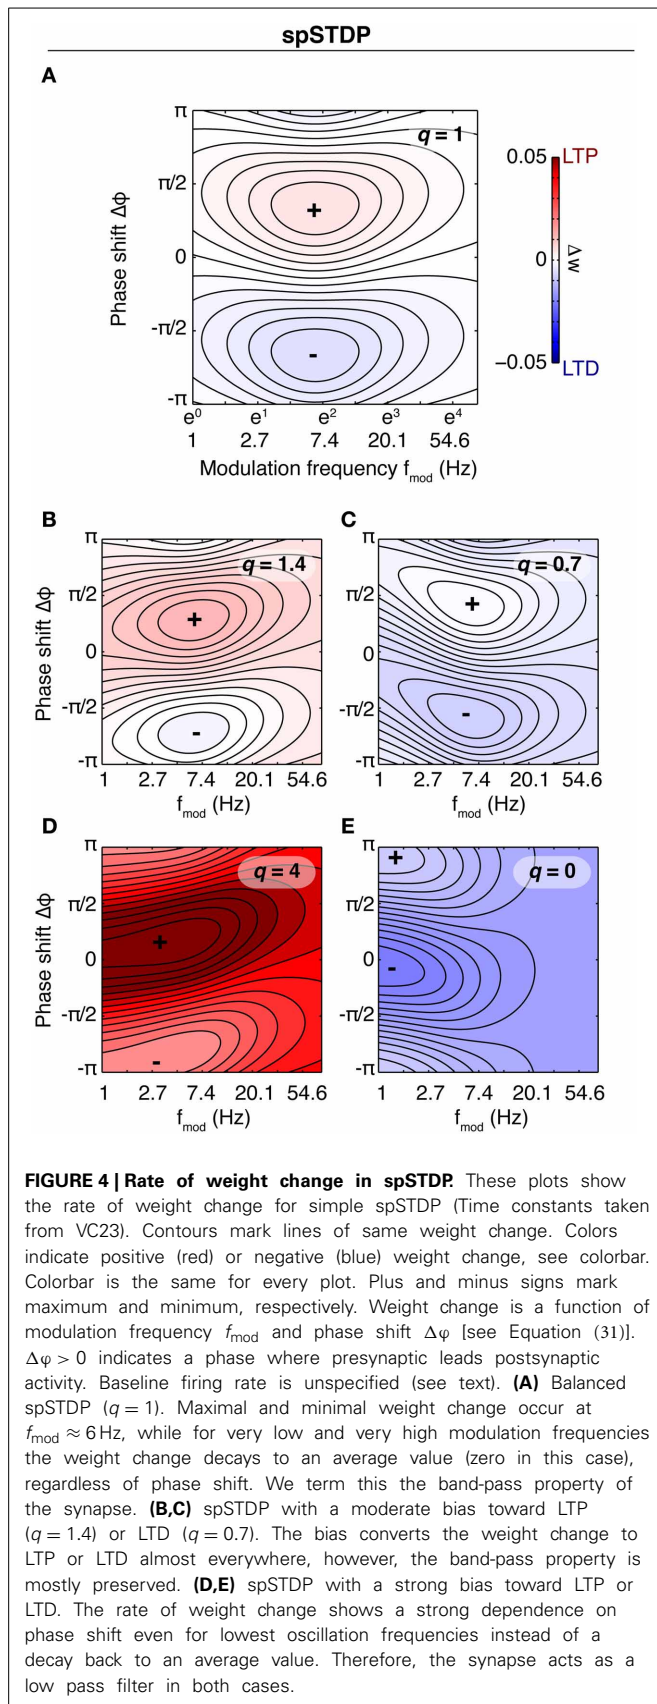 spSTDP
A
π
π/2
0
-π/2
-π
Phase shift Δϕ
q = 1
+
-
e⁰ e¹ e² e³ e⁴
1 2.7 7.4 20.1 54.6
Modulation frequency f_mod (Hz)
0.05 LTP
0
Δw
−0.05 LTD
B
π
π/2
0
-π/2
-π
Phase shift Δϕ
q = 1.4
+
-
1 2.7 7.4 20.1 54.6
f_mod (Hz)
C
π
π/2
0
-π/2
-π
q = 0.7
+
-
1 2.7 7.4 20.1 54.6
f_mod (Hz)
D
π
π/2
0
-π/2
-π
Phase shift Δϕ
q = 4
+
-
1 2.7 7.4 20.1 54.6
f_mod (Hz)
E
π
π/2
0
-π/2
-π
q = 0
+
-
1 2.7 7.4 20.1 54.6
f_mod (Hz)
FIGURE 4 | Rate of weight change in spSTDP. These plots show
the rate of weight change for simple spSTDP (Time constants taken
from VC23). Contours mark lines of same weight change. Colors
indicate positive (red) or negative (blue) weight change, see colorbar.
Colorbar is the same for every plot. Plus and minus signs mark
maximum and minimum, respectively. Weight change is a function of
modulation frequency f_mod and phase shift Δφ [see Equation (31)].
Δφ > 0 indicates a phase where presynaptic leads postsynaptic
activity. Baseline firing rate is unspecified (see text). (A) Balanced
spSTDP (q = 1). Maximal and minimal weight change occur at
f_mod ≈ 6 Hz, while for very low and very high modulation frequencies
the weight change decays to an average value (zero in this case),
regardless of phase shift. We term this the band-pass property of
the synapse. (B,C) spSTDP with a moderate bias toward LTP
(q = 1.4) or LTD (q = 0.7). The bias converts the weight change to
LTP or LTD almost everywhere, however, the band-pass property is
mostly preserved. (D,E) spSTDP with a strong bias toward LTP or
LTD. The rate of weight change shows a strong dependence on
phase shift even for lowest oscillation frequencies instead of a
decay back to an average value. Therefore, the synapse acts as a
low pass filter in both cases.